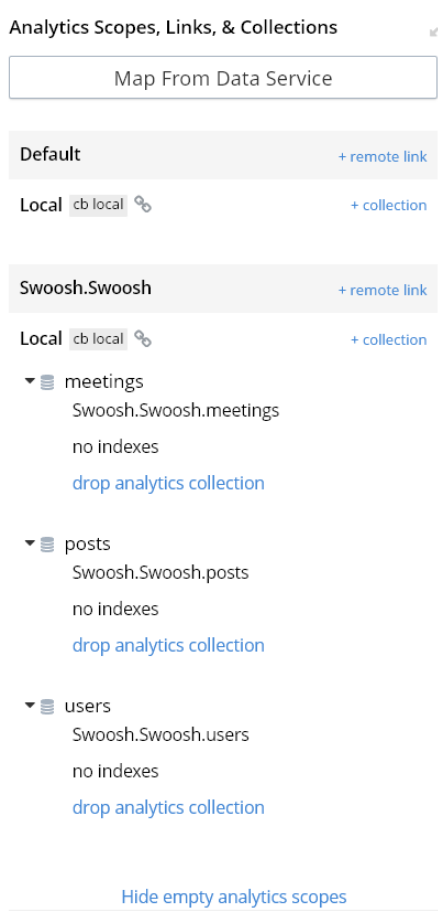 Analytics Scopes, Links, & Collections
Map From Data Service
Default + remote link
Local cb local + collection
Swoosh.Swoosh + remote link
Local cb local + collection
meetings
Swoosh.Swoosh.meetings
no indexes
drop analytics collection
posts
Swoosh.Swoosh.posts
no indexes
drop analytics collection
users
Swoosh.Swoosh.users
no indexes
drop analytics collection
Hide empty analytics scopes